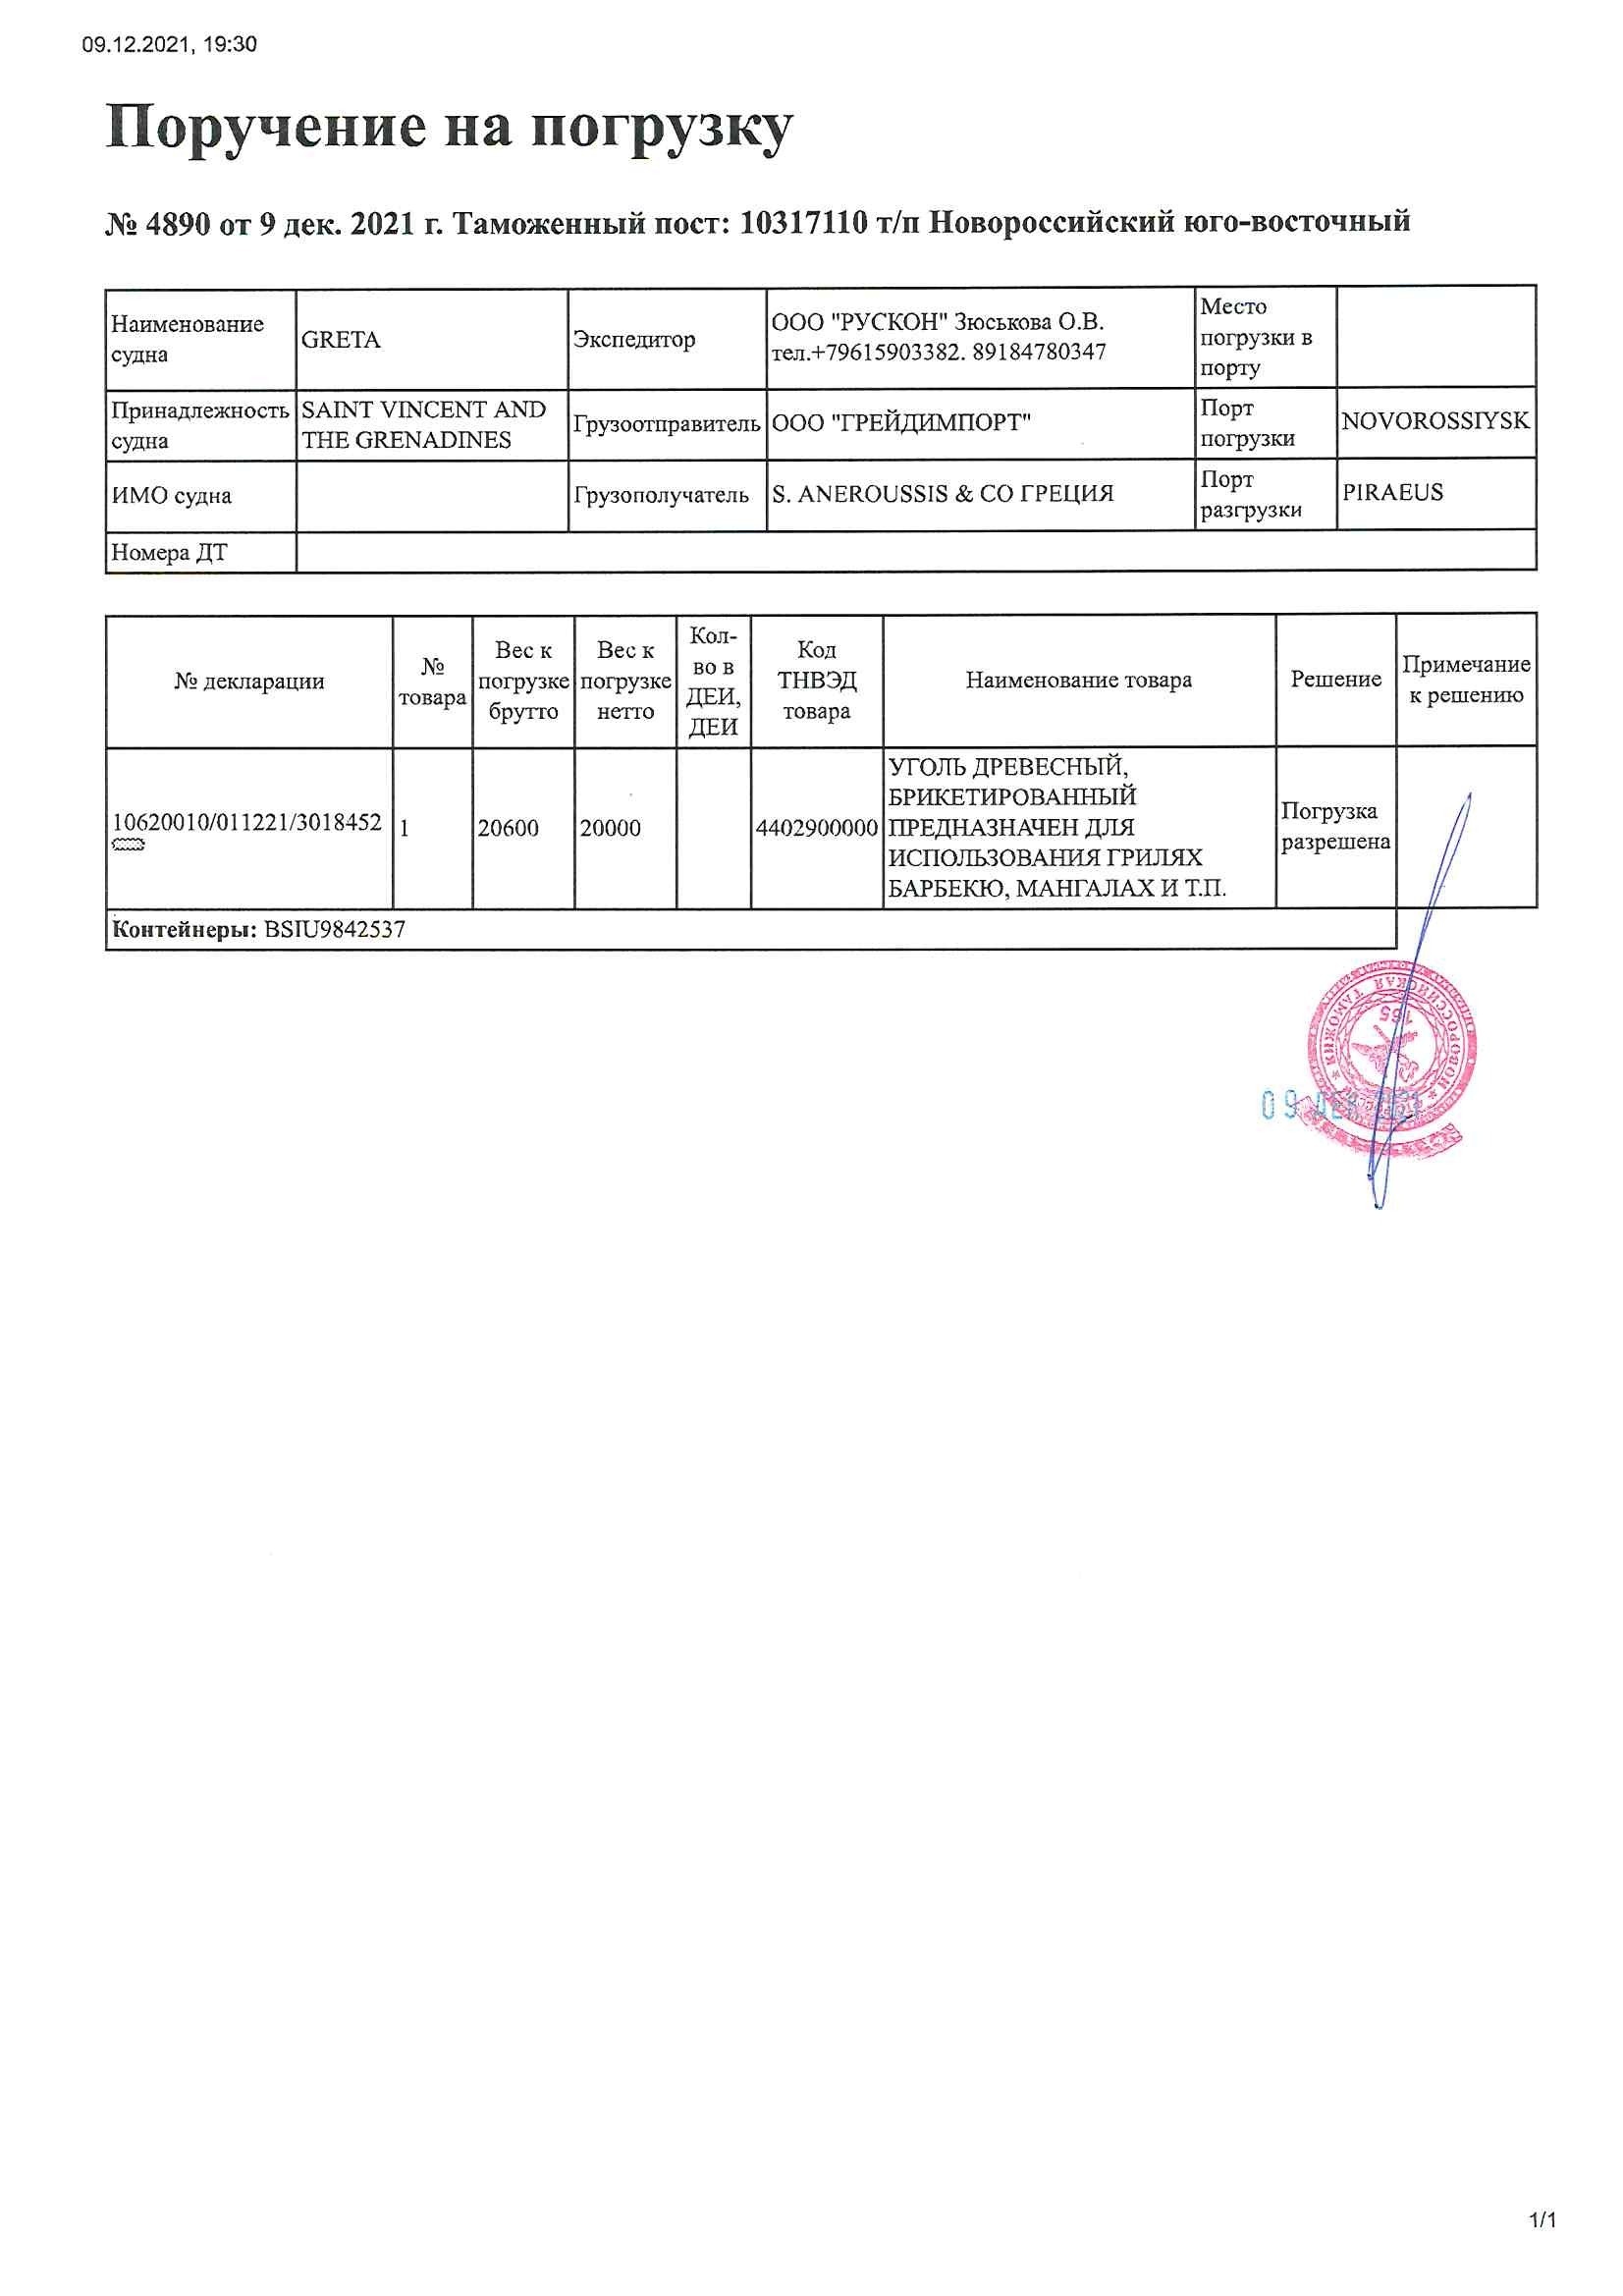 09.12.2021, 19:30
Поручение на погрузку
№ 4890 от 9 дек. 2021 г. Таможенный пост: 10317110 т/п Новороссийский юго-восточный
Наименование
судна
GRETA
Экспедитор
ООО "РУСКОН" Зюськова О.В.
тел.+79615903382. 89184780347
Место
погрузки в
порту
Принадлежность
судна
SAINT VINCENT AND
THE GRENADINES
Грузоотправитель
ООО "ГРЕЙДИМПОРТ"
Порт
погрузки
NOVOROSSIYSK
ИМО судна
Грузополучатель
S. ANEROUSSIS & CO ГРЕЦИЯ
Порт
разгрузки
PIRAEUS
Номера ДТ
№ декларации
№
товара
Вес к
погрузке
брутто
Вес к
погрузке
нетто
Кол-
во в
ДЕИ,
ДЕИ
Код
ТНВЭД
товара
Наименование товара
Решение
Примечание
к решению
10620010/011221/3018452
1
20600
20000
4402900000
УГОЛЬ ДРЕВЕСНЫЙ,
БРИКЕТИРОВАННЫЙ
ПРЕДНАЗНАЧЕН ДЛЯ
ИСПОЛЬЗОВАНИЯ ГРИЛЯХ
БАРБЕКЮ, МАНГАЛАХ И Т.П.
Погрузка
разрешена
Контейнеры: BSIU9842537
НОВОРОССИЙСКАЯ ТАМОЖНЯ
165
09 ДЕК 2021
1/1